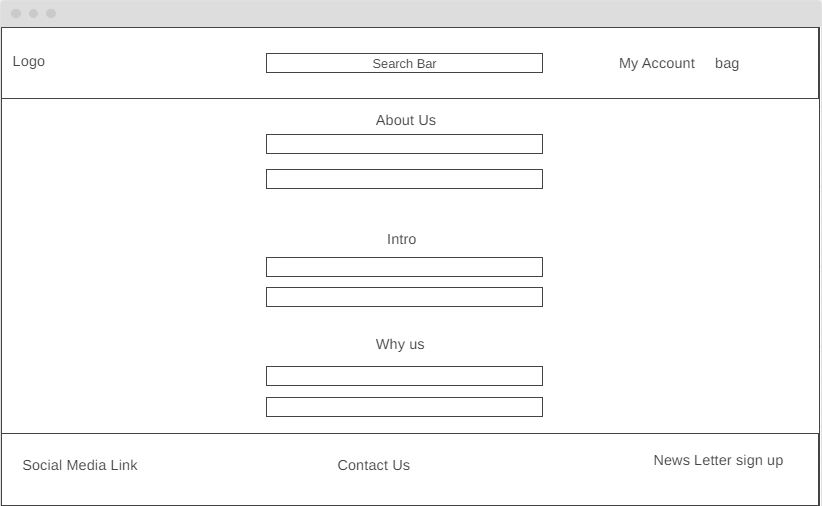 Logo
Search Bar
My Account
bag
About Us
Intro
Why us
Social Media Link
Contact Us
News Letter sign up